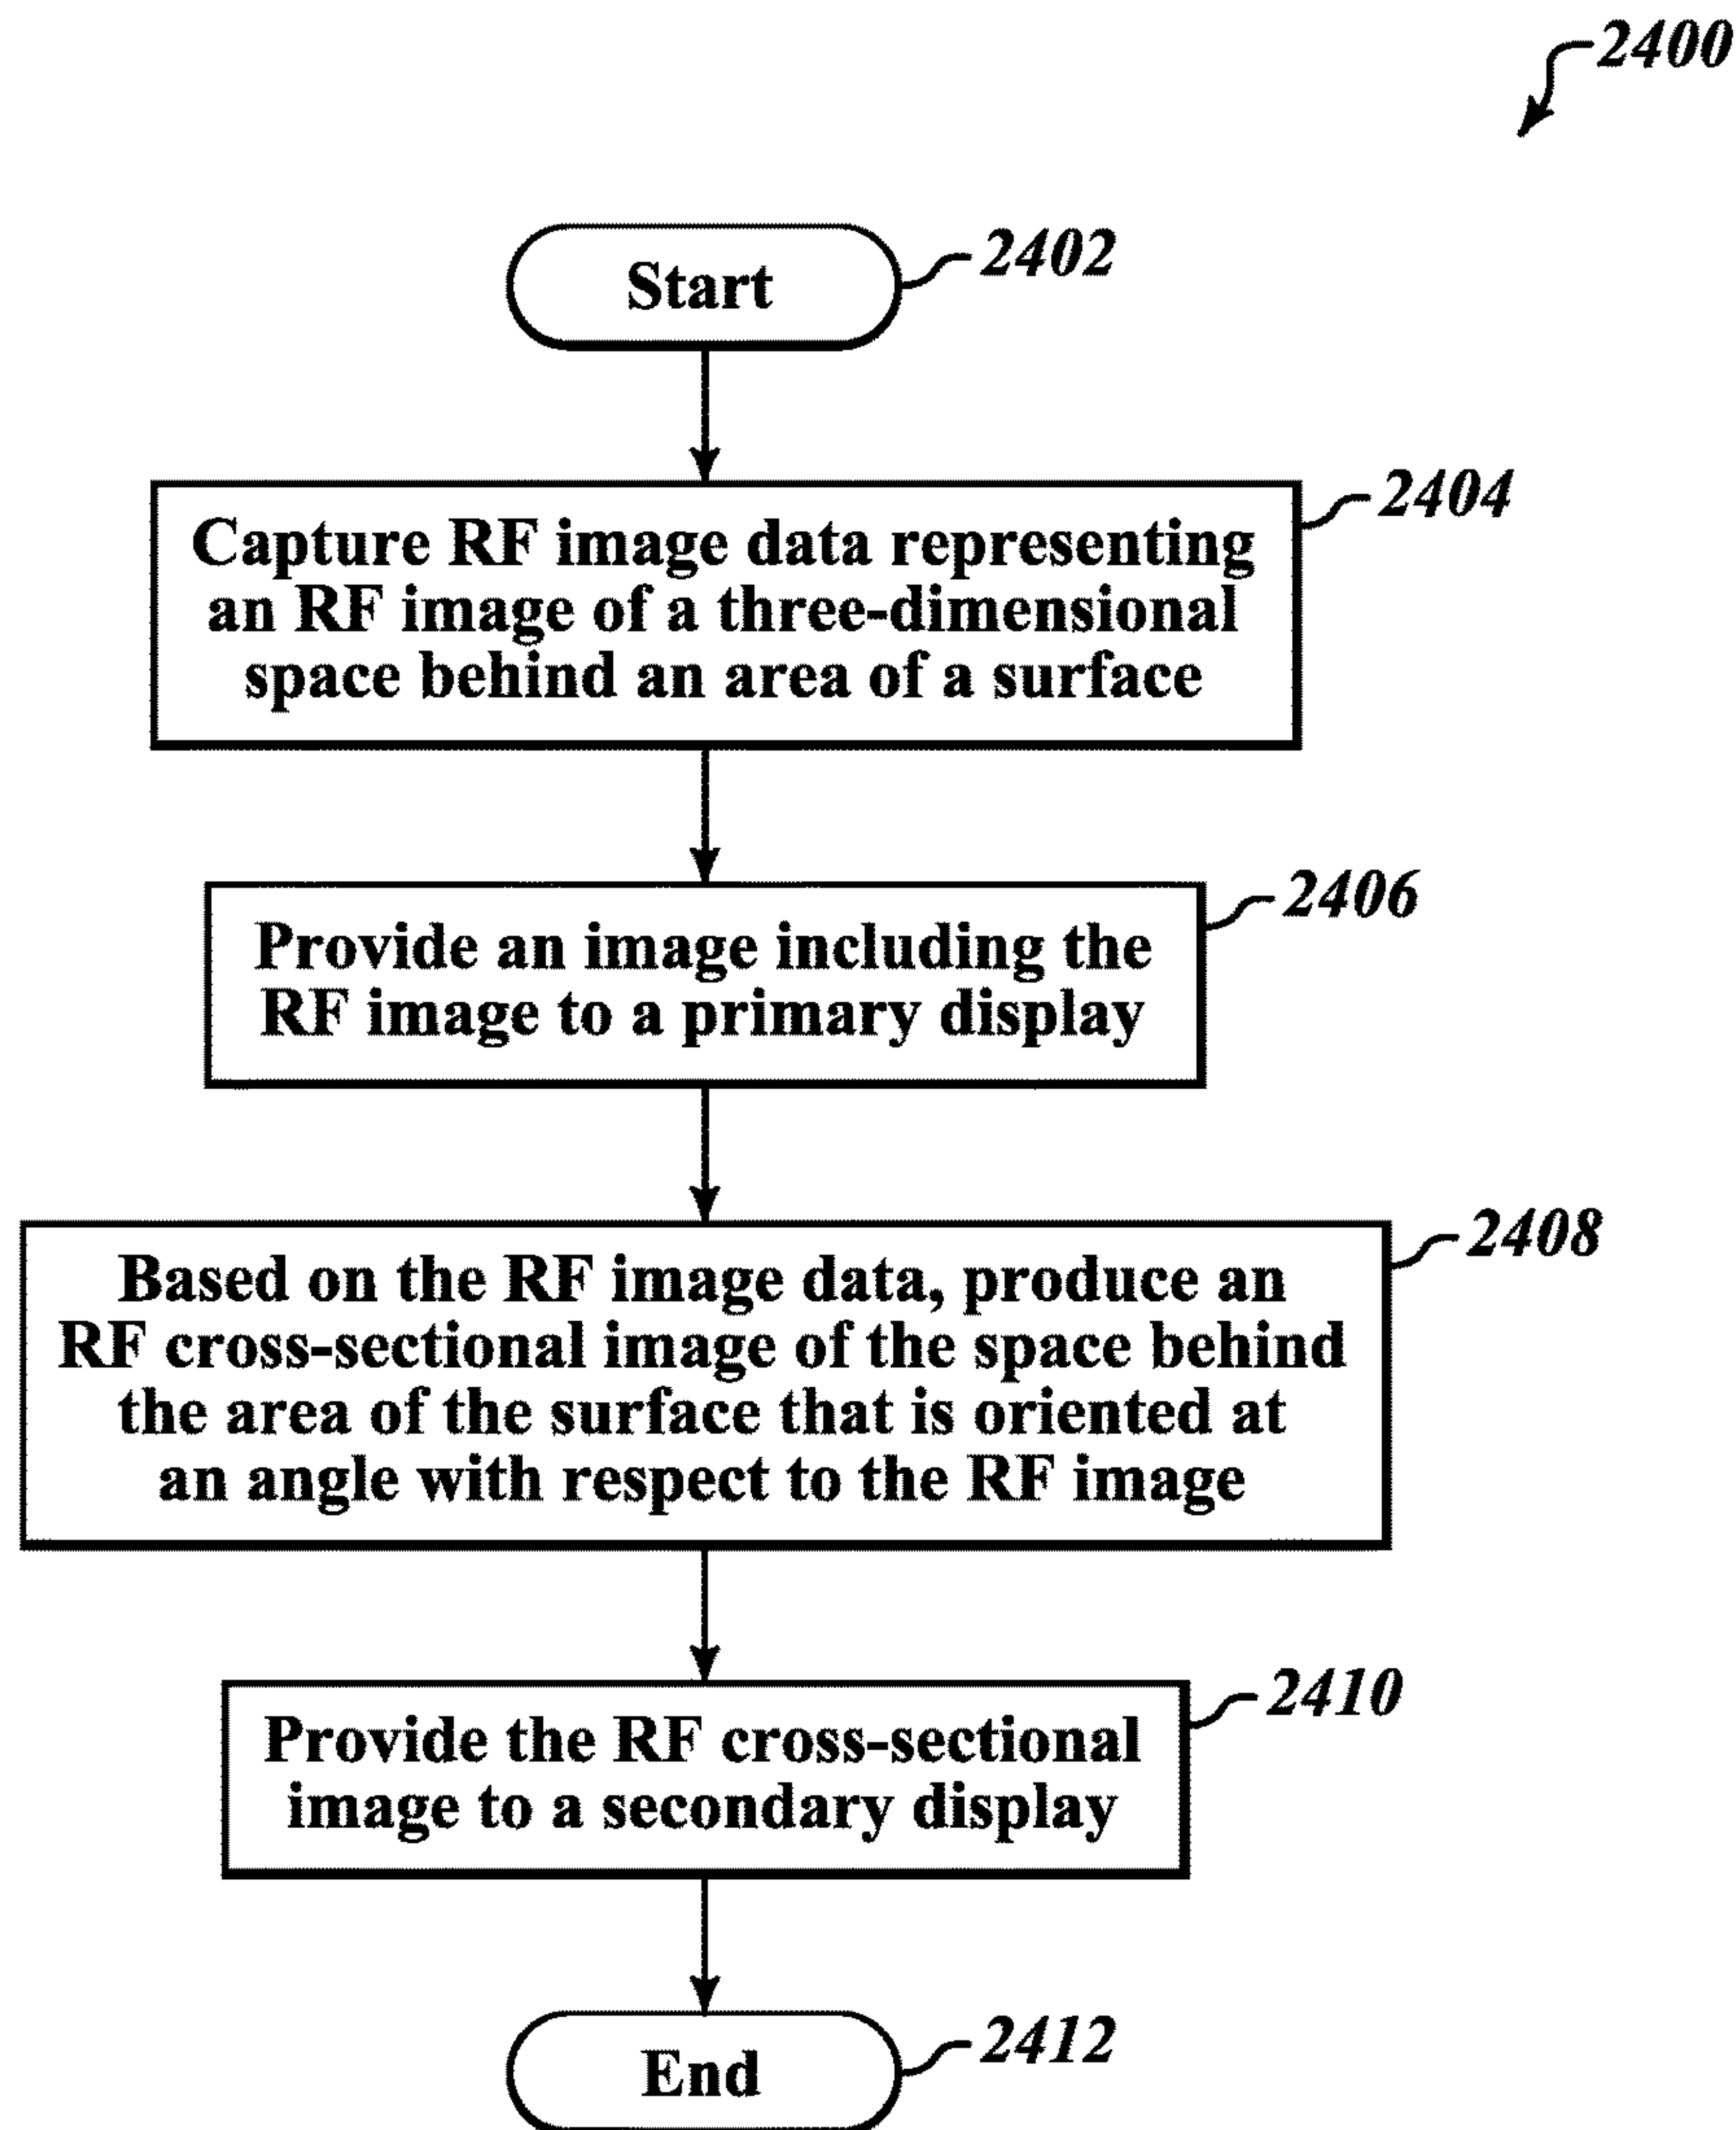 2400
Start
2402
Capture RF image data representing
an RF image of a three-dimensional
space behind an area of a surface
2404
Provide an image including the
RF image to a primary display
2406
Based on the RF image data, produce an
RF cross-sectional image of the space behind
the area of the surface that is oriented at
an angle with respect to the RF image
2408
Provide the RF cross-sectional
image to a secondary display
2410
End
2412